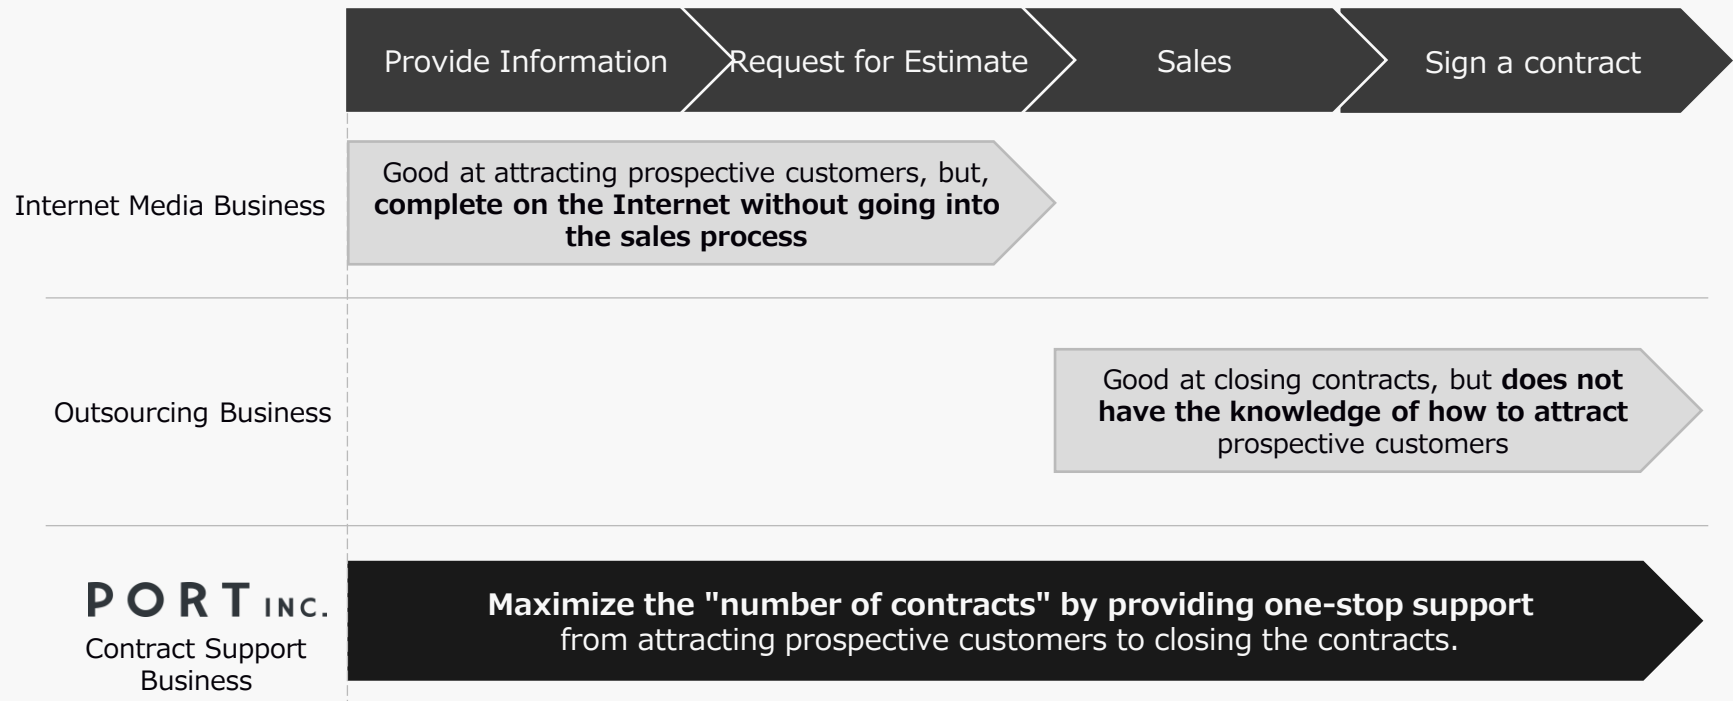 Provide Information
Request for Estimate
Sales
Sign a contract
Internet Media Business
Good at attracting prospective customers, but,
complete on the Internet without going into
the sales process
Outsourcing Business
Good at closing contracts, but does not
have the knowledge of how to attract
prospective customers
PORT INC.
Contract Support
Business
Maximize the "number of contracts" by providing one-stop support
from attracting prospective customers to closing the contracts.